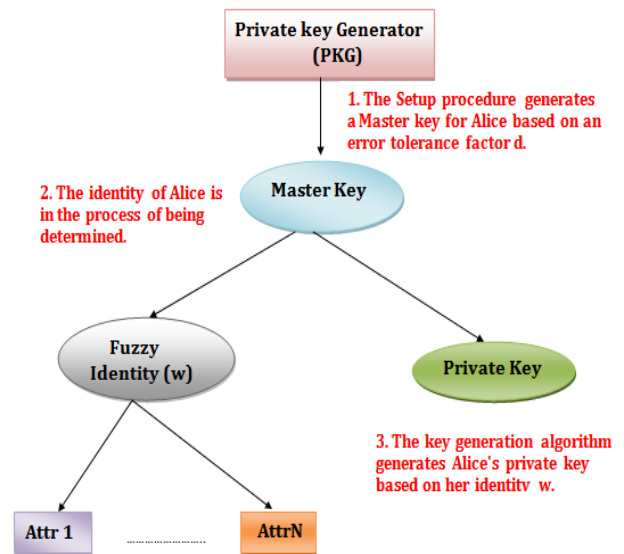 Private key Generator
(PKG)
1. The Setup procedure generates
a Master key for Alice based on an
error tolerance factor d.
Master Key
2. The identity of Alice is
in the process of being
determined.
Fuzzy
Identity (w)
Private Key
3. The key generation algorithm
generates Alice's private key
based on her identity w.
Attr 1
..........................
AttrN